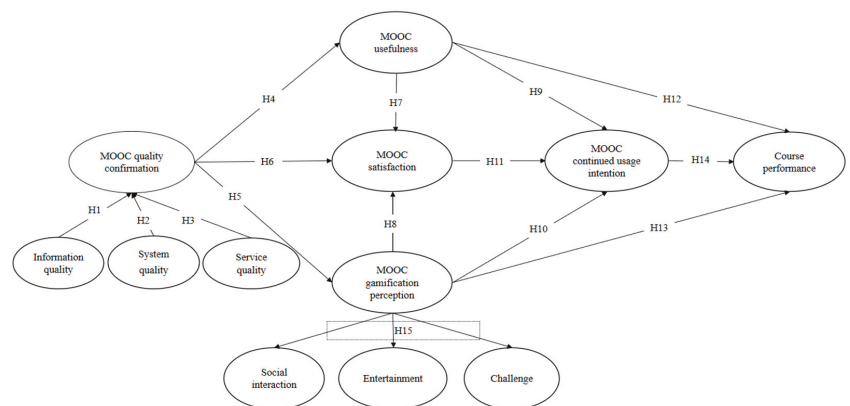 MOOC
usefulness
H4
H7
H9
H12
MOOC quality
confirmation
H6
MOOC
satisfaction
H11
MOOC
continued usage
intention
H14
Course
performance
H5
H1
H2
H3
H8
H10
H13
Information
quality
System
quality
Service
quality
MOOC
gamification
perception
H15
Social
interaction
Entertainment
Challenge